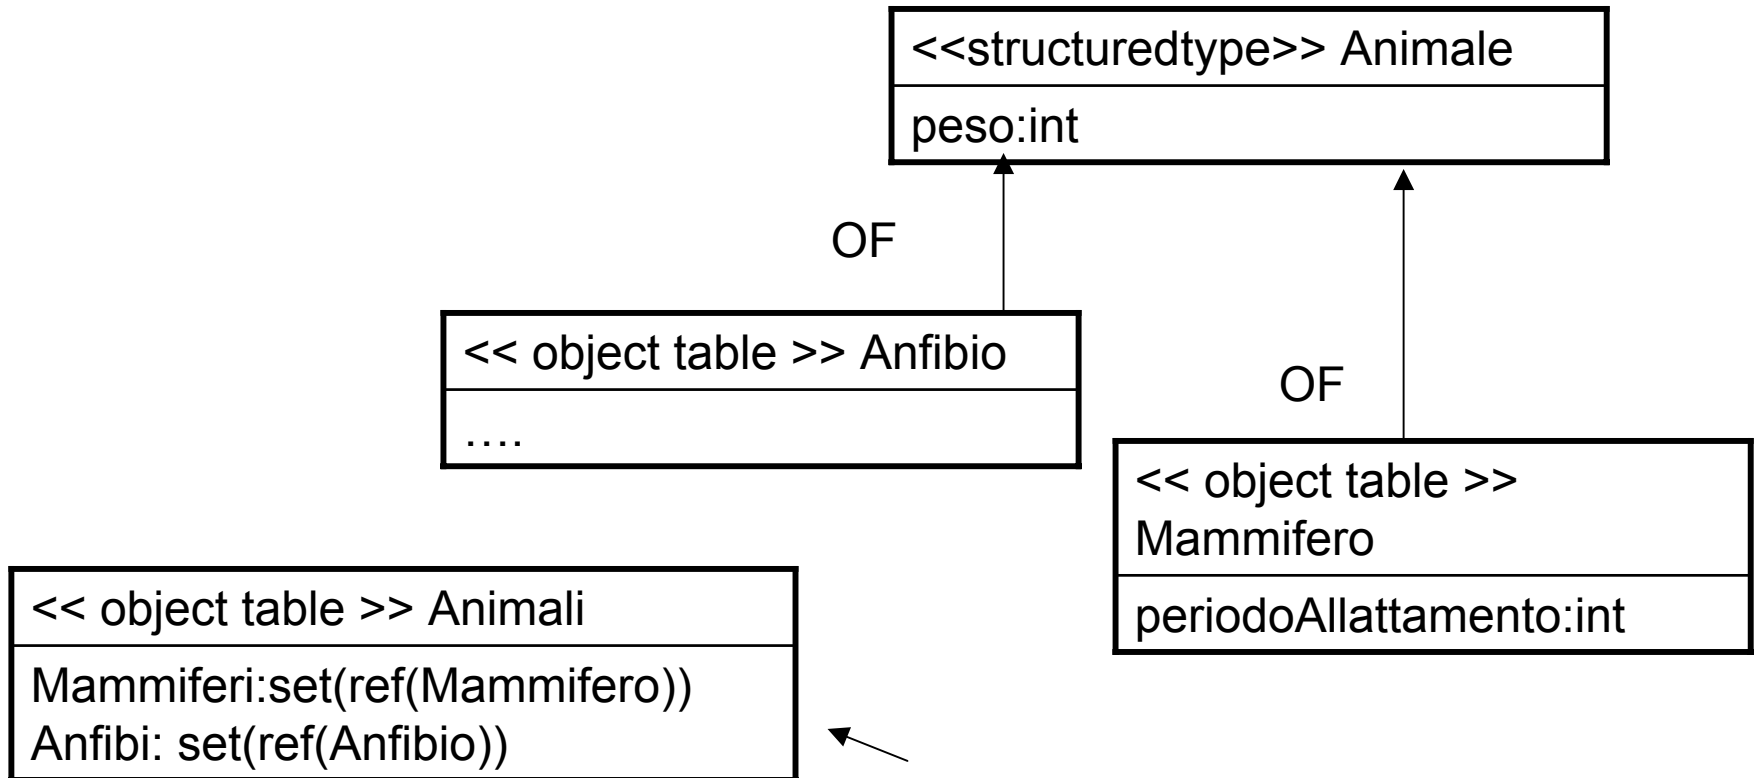 <<structuredtype>> Animale
peso:int
OF
<< object table >> Anfibio
….
OF
<< object table >>
Mammifero
periodoAllattamento:int
<< object table >> Animali
Mammiferi:set(ref(Mammifero))
Anfibi: set(ref(Anfibio))